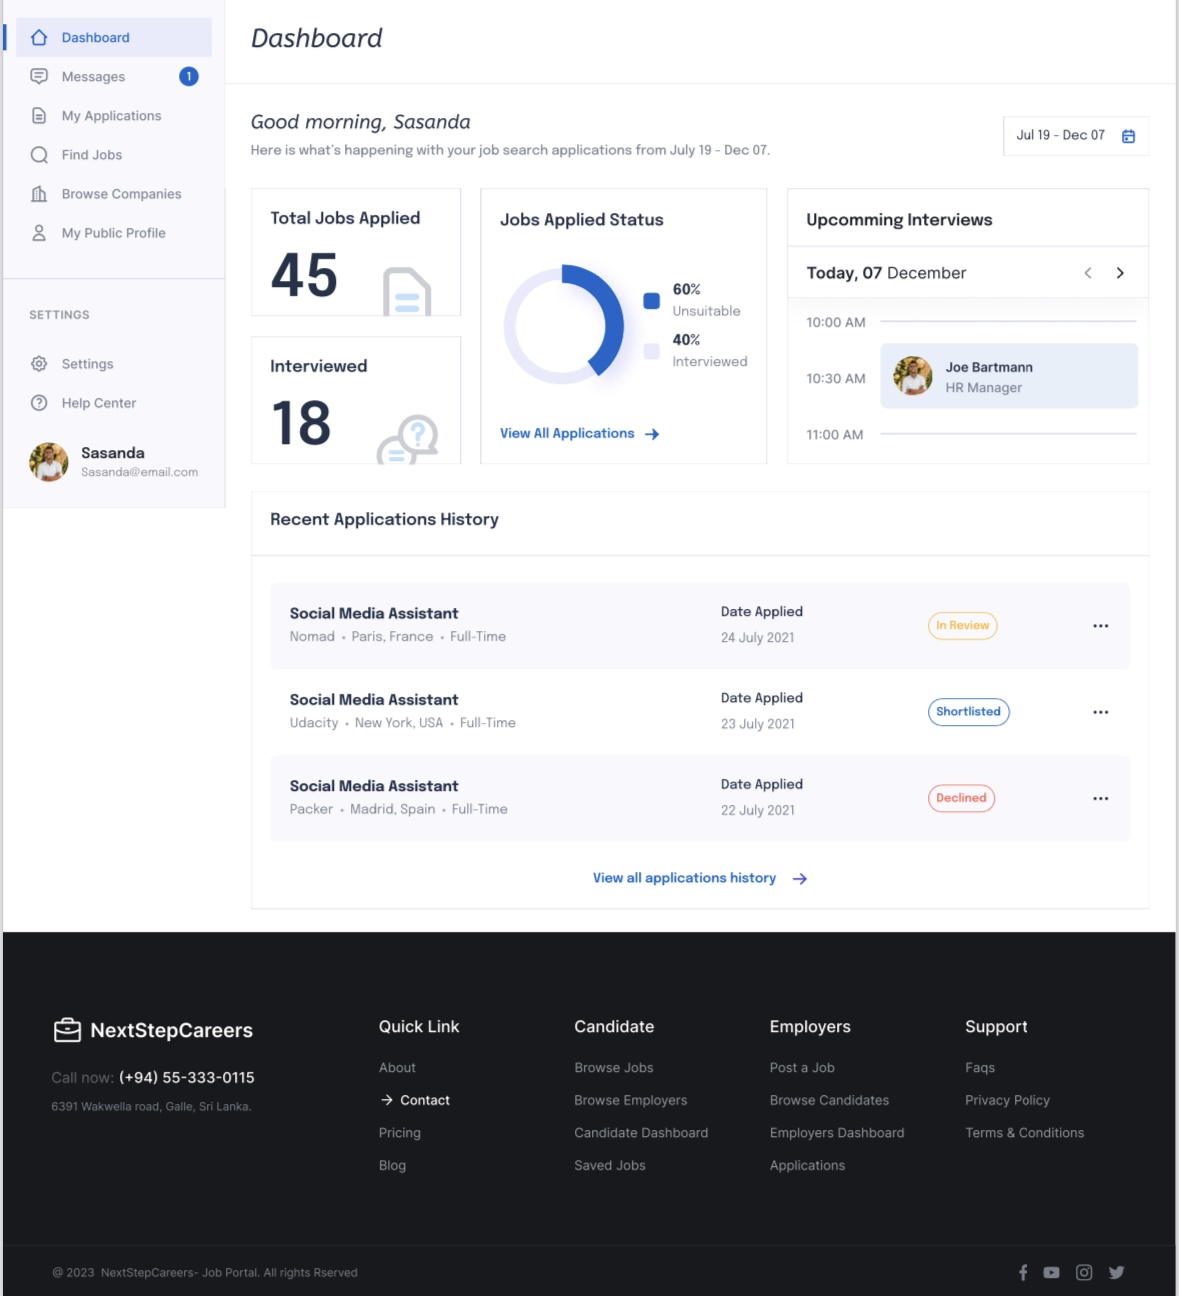 Dashboard
Messages 1
My Applications
Find Jobs
Browse Companies
My Public Profile
SETTINGS
Settings
Help Center
Sasanda
Sasanda@email.com
Dashboard
Good morning, Sasanda
Here is what's happening with your job search applications from July 19 - Dec 07.
Jul 19 - Dec 07
Total Jobs Applied
45
Interviewed
18
Jobs Applied Status
60%
Unsuitable
40%
Interviewed
View All Applications
Upcomming Interviews
Today, 07 December
10:00 AM
10:30 AM
Joe Bartmann
HR Manager
11:00 AM
Recent Applications History
Social Media Assistant
Nomad • Paris, France • Full-Time
Date Applied
24 July 2021
In Review
Social Media Assistant
Udacity • New York, USA • Full-Time
Date Applied
23 July 2021
Shortlisted
Social Media Assistant
Packer • Madrid, Spain • Full-Time
Date Applied
22 July 2021
Declined
View all applications history
NextStepCareers
Call now: (+94) 55-333-0115
6391 Wakwella road, Galle, Sri Lanka.
Quick Link
About
Contact
Pricing
Blog
Candidate
Browse Jobs
Browse Employers
Candidate Dashboard
Saved Jobs
Employers
Post a Job
Browse Candidates
Employers Dashboard
Applications
Support
Faqs
Privacy Policy
Terms & Conditions
@ 2023 NextStepCareers- Job Portal. All rights Rserved